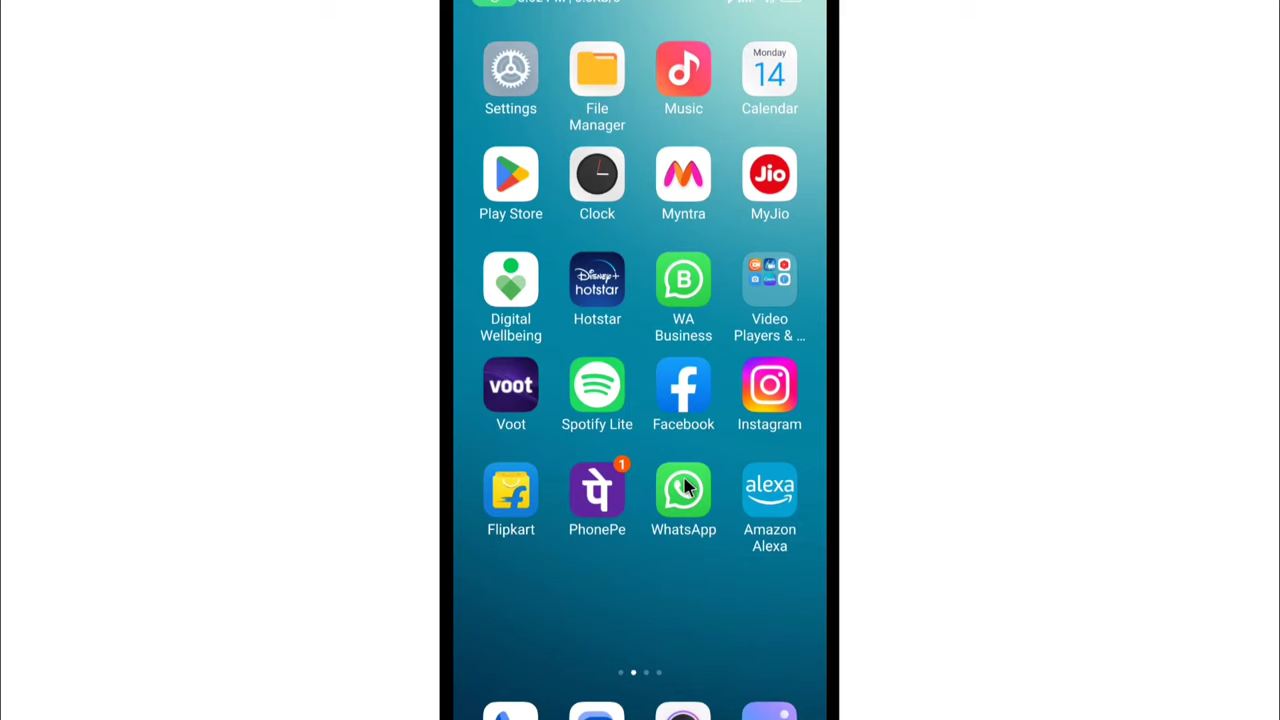 Monday
14
Settings
File
Manager
Music
Calendar
Jio
Play Store
Clock
Myntra
MyJio
Disney+
hotstar
B
Digital
Wellbeing
Hotstar
WA
Business
Video
Players & ...
voot
Voot
Spotify Lite
Facebook
Instagram
1
पे
alexa
Flipkart
PhonePe
WhatsApp
Amazon
Alexa